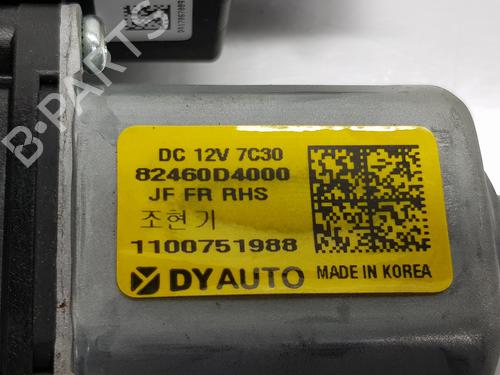 DC 12V 7C30
82460D4000
JF FR RHS
조현기
1100751988
DYAUTO
MADE IN KOREA
B-PARTS